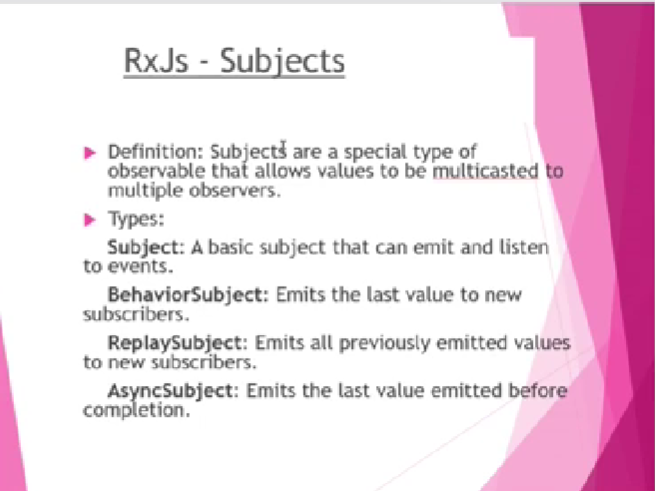 RxJs - Subjects
Definition: Subjects are a special type of
observable that allows values to be multicasted to
multiple observers.
Types:
Subject: A basic subject that can emit and listen
to events.
BehaviorSubject: Emits the last value to new
subscribers.
ReplaySubject: Emits all previously emitted values
to new subscribers.
AsyncSubject: Emits the last value emitted before
completion.